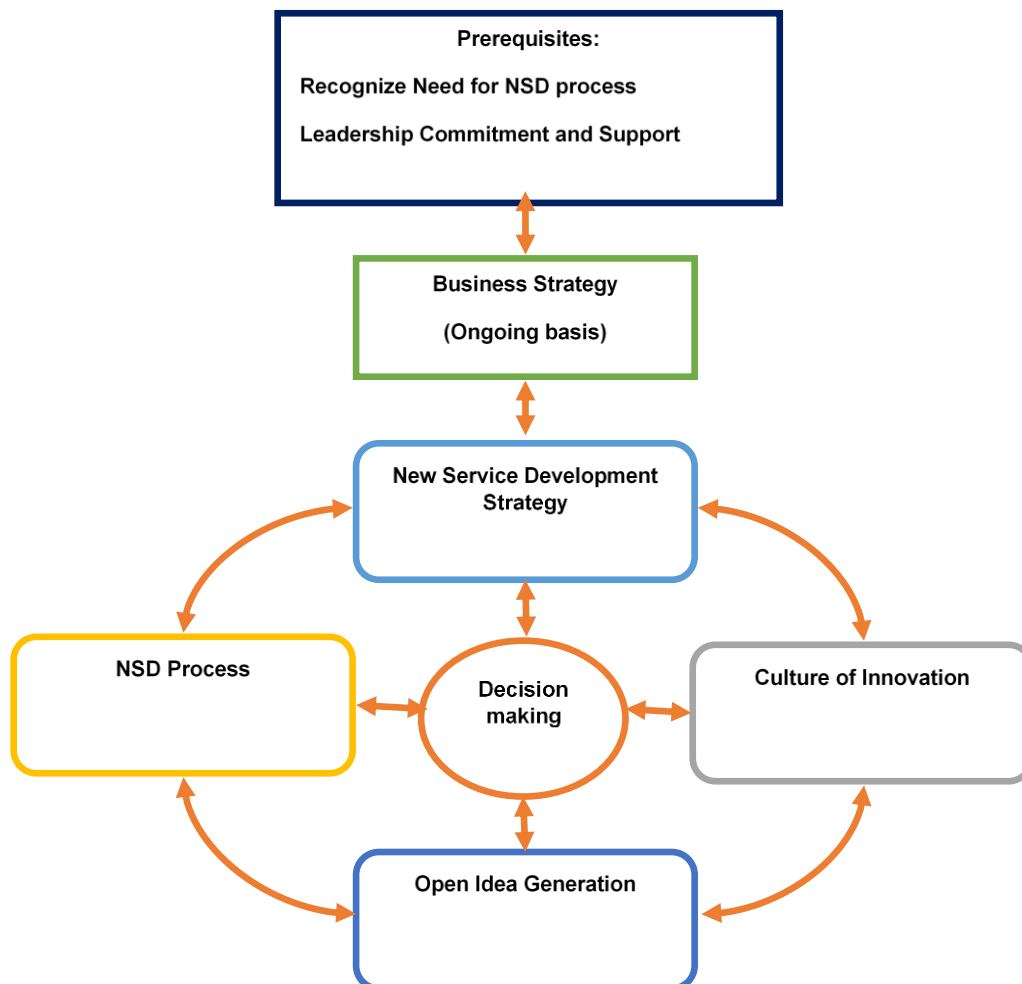 Prerequisites:
Recognize Need for NSD process
Leadership Commitment and Support
Business Strategy
(Ongoing basis)
New Service Development
Strategy
NSD Process
Decision
making
Culture of Innovation
Open Idea Generation